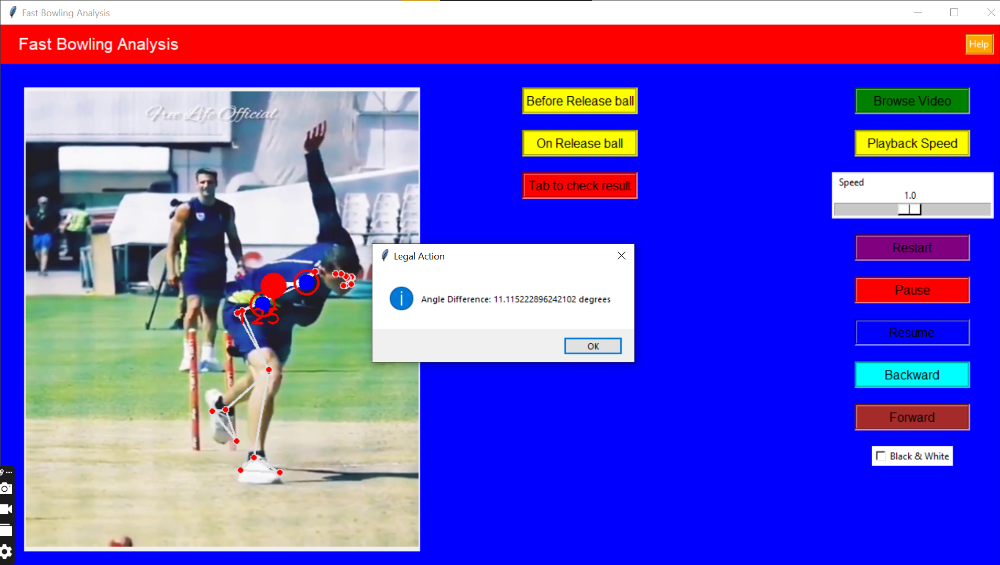 Fast Bowling Analysis
Fast Bowling Analysis
Help
Free Life Official
125
Before Release ball
On Release ball
Tab to check result
Legal Action
Angle Difference: 11.115222896242102 degrees
OK
Browse Video
Playback Speed
Speed
1.0
Restart
Pause
Resume
Backward
Forward
Black & White